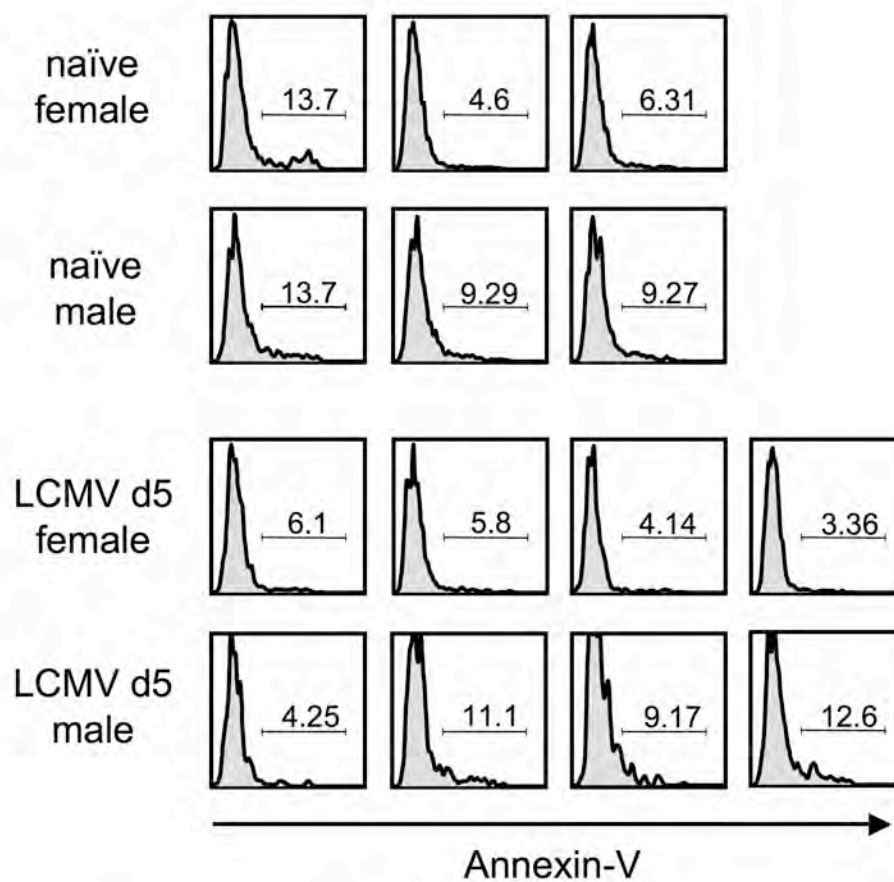 naïve
female
13.7
4.6
6.31
naïve
male
13.7
9.29
9.27
LCMV d5
female
6.1
5.8
4.14
3.36
LCMV d5
male
4.25
11.1
9.17
12.6
Annexin-V